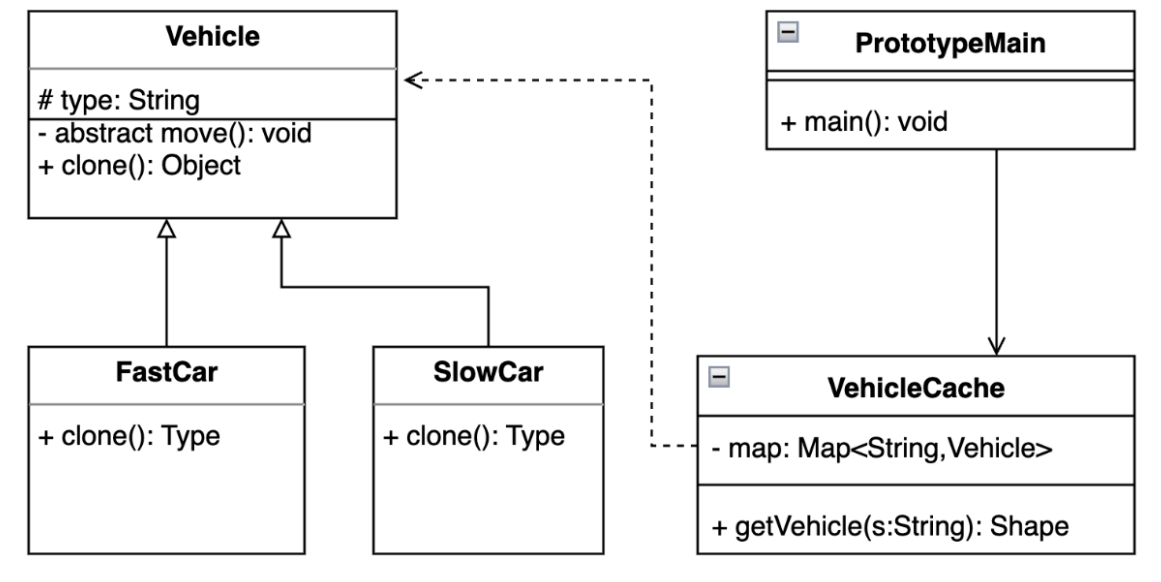 Vehicle
# type: String
- abstract move(): void
+ clone(): Object
PrototypeMain
+ main(): void
FastCar
+ clone(): Type
SlowCar
+ clone(): Type
VehicleCache
- map: Map<String,Vehicle>
+ getVehicle(s:String): Shape